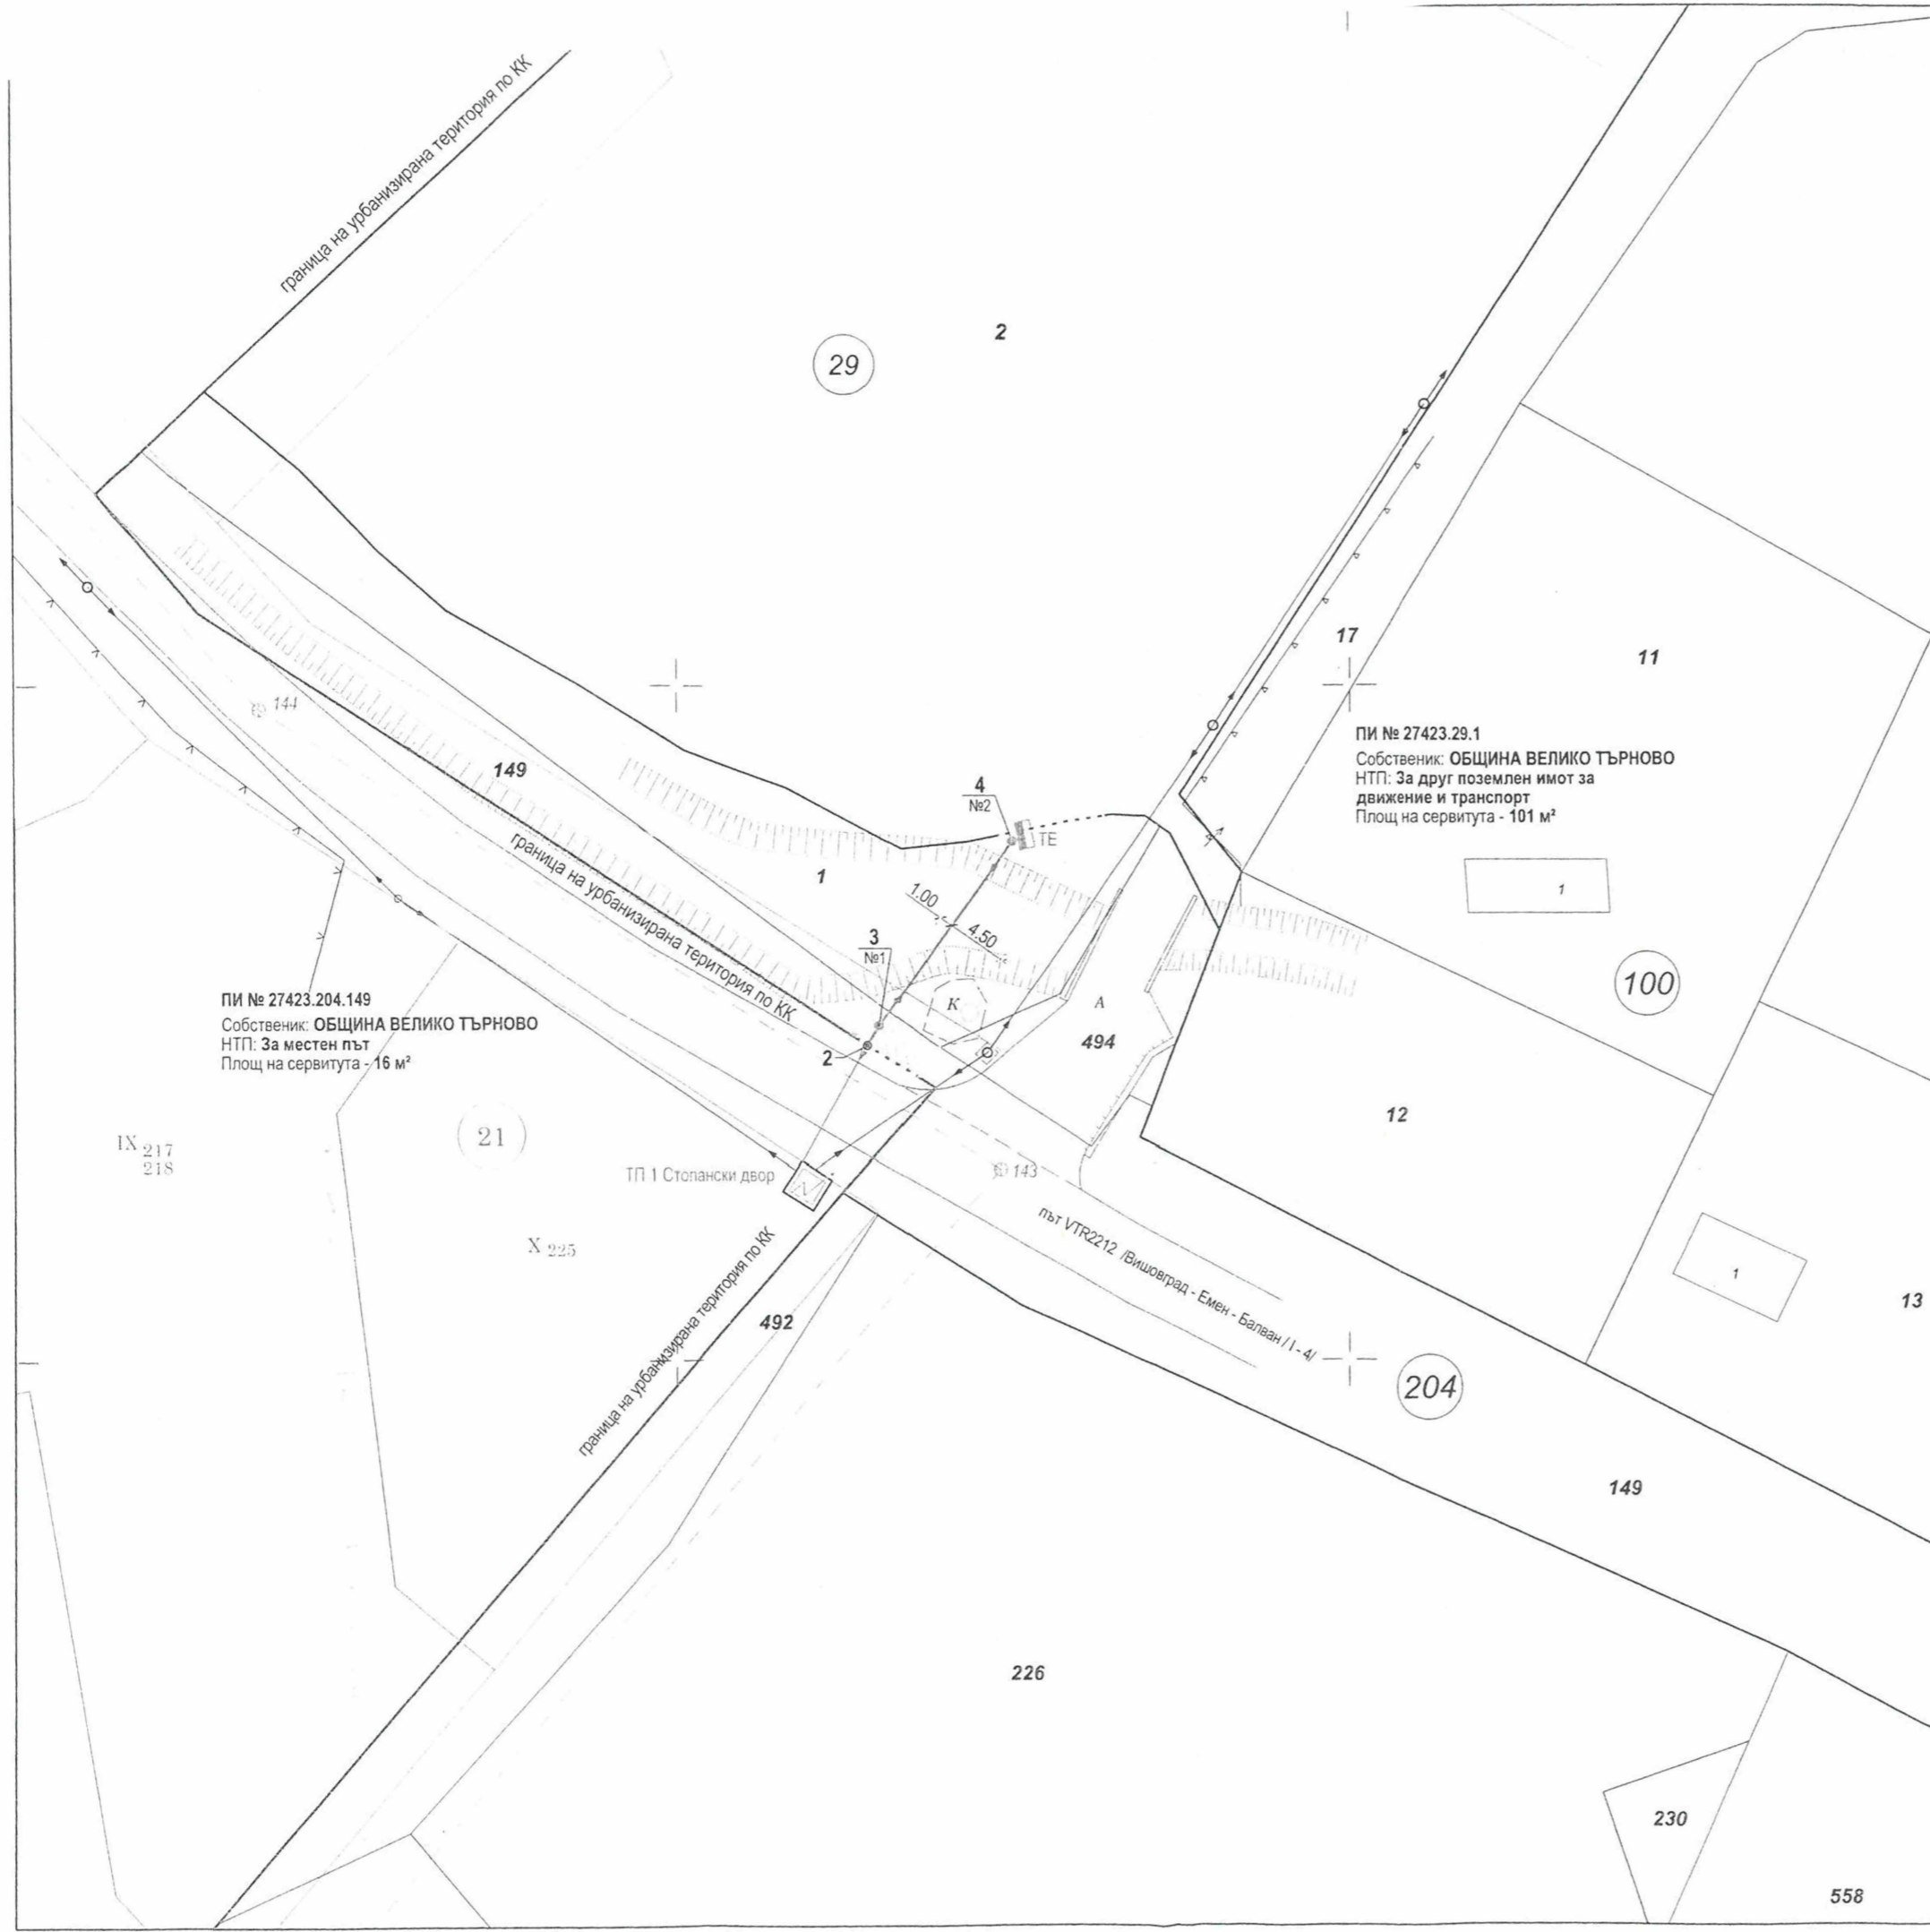 граница на урбанизирана територия по КК
2
29
17
11
144
149
ПИ № 27423.29.1
Собственик: ОБЩИНА ВЕЛИКО ТЪРНОВО
НТП: За друг поземлен имот за
движение и транспорт
Площ на сервитута - 101 м²
4
№2
ТЕ
граница на урбанизирана територия по КК
1
1.00
4.50
1
3
№1
100
ПИ № 27423.204.149
Собственик: ОБЩИНА ВЕЛИКО ТЪРНОВО
НТП: За местен път
Площ на сервитута - 16 м²
К
А
494
2
12
IX 217
218
21
ТП 1 Стопански двор
143
път VTR2212 /Вишовград - Емен - Балван / I - 4/
X 225
1
13
граница на урбанизирана територия по КК
492
204
149
226
230
558